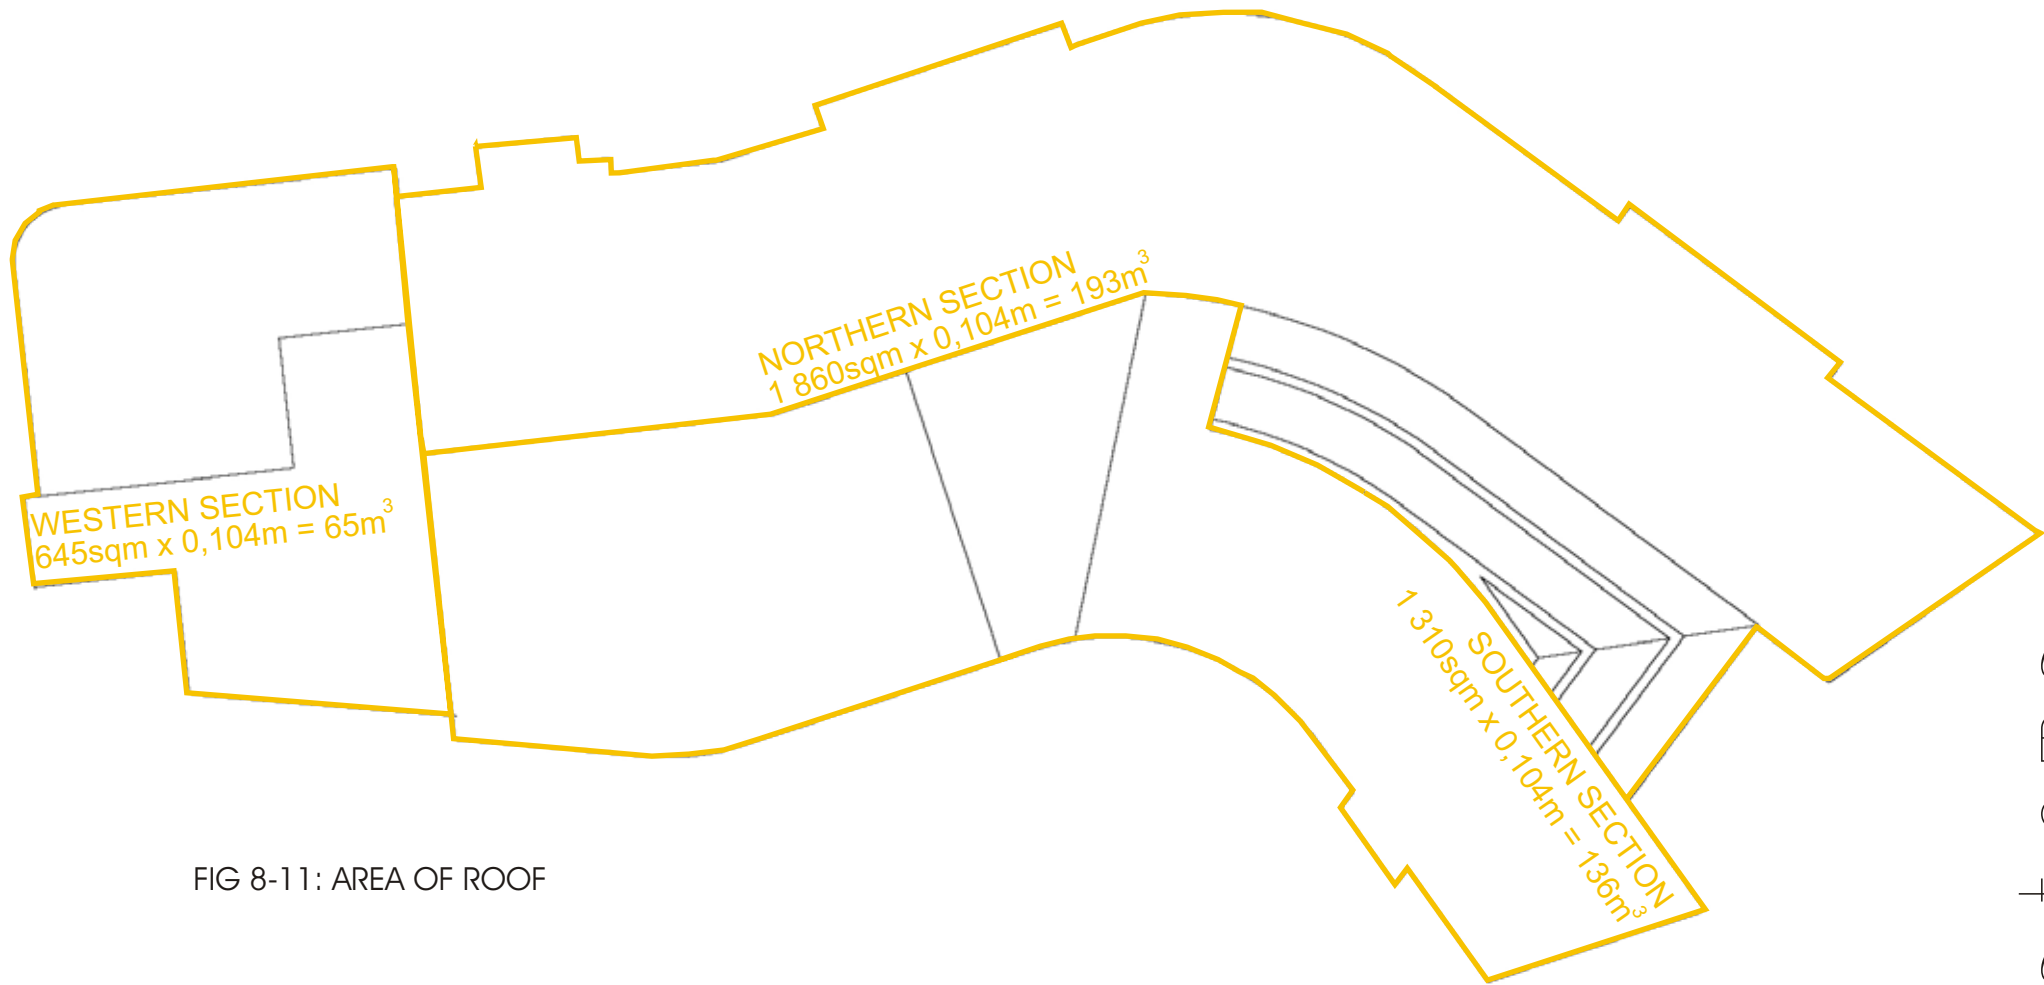 NORTHERN SECTION
1 860sqm x 0,104m = 193m³
WESTERN SECTION
645sqm x 0,104m = 65m³
SOUTHERN SECTION
1 310sqm x 0,104m = 136m³
FIG 8-11: AREA OF ROOF